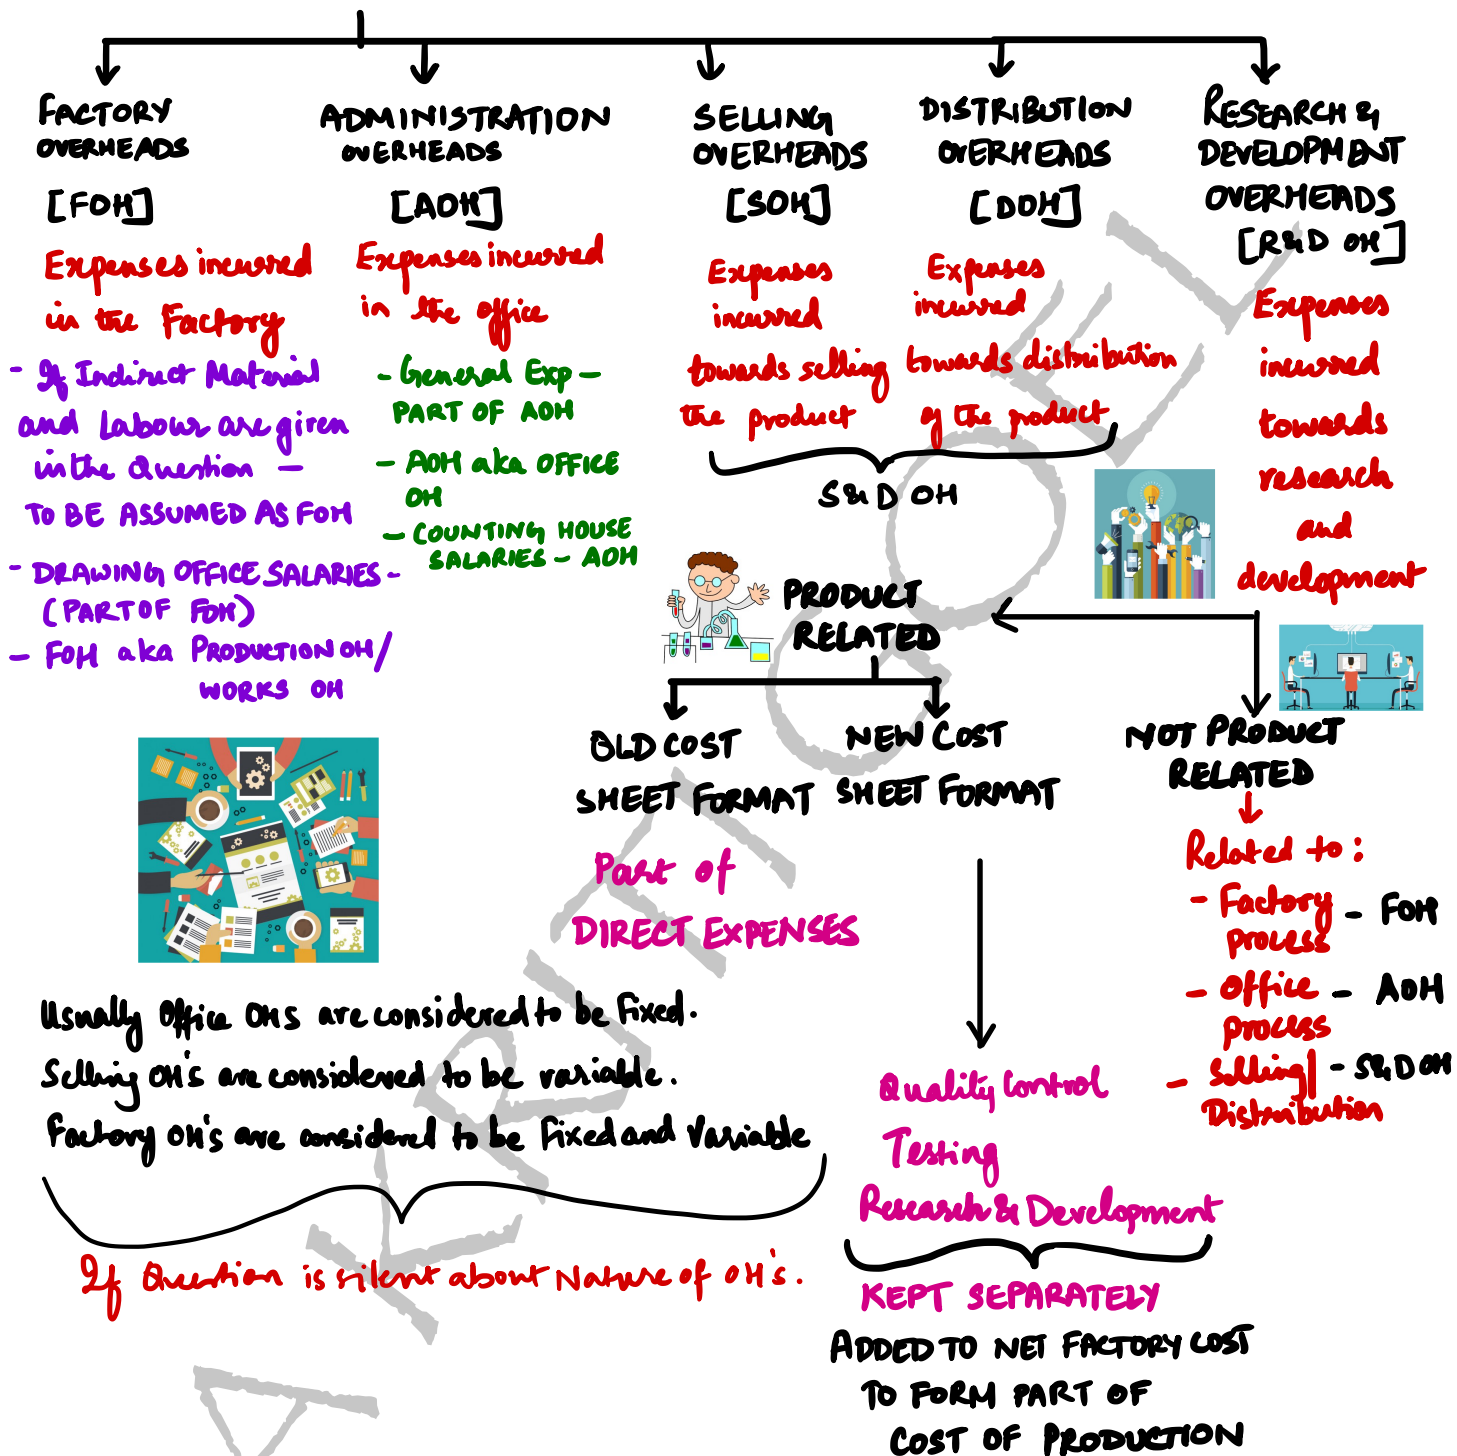 FACTORY
OVERHEADS
[FOH]
Expenses incurred
in the Factory
- If Indirect Material
and Labour are given
in the Question -
TO BE ASSUMED AS FOH
- DRAWING OFFICE SALARIES -
(PART OF FOH)
- FOH aka PRODUCTION OH/
WORKS OH
ADMINISTRATION
OVERHEADS
[AOH]
Expenses incurred
in the office
- General Exp -
PART OF AOH
- AOH aka OFFICE
OH
- COUNTING HOUSE
SALARIES - AOH
SELLING
OVERHEADS
[SOH]
Expenses
incurred
towards selling
the product
DISTRIBUTION
OVERHEADS
[DOH]
Expenses
incurred
towards distribution
of the product
S&D OH
RESEARCH &
DEVELOPMENT
OVERHEADS
[R&D OH]
Expenses
incurred
towards
research
and
development
PRODUCT
RELATED
OLD COST
SHEET FORMAT
Part of
DIRECT EXPENSES
NEW COST
SHEET FORMAT
Quality Control
Testing
Research & Development
KEPT SEPARATELY
ADDED TO NET FACTORY COST
TO FORM PART OF
COST OF PRODUCTION
NOT PRODUCT
RELATED
Related to:
- Factory - FOH
process
- Office - AOH
process
- Selling/ - S&D OH
Distribution
Usually Office OHS are considered to be Fixed.
Selling OH'S are considered to be variable.
Factory OH's are considered to be Fixed and Variable
If Question is silent about Nature of OH's.
AAKRITI GOEL